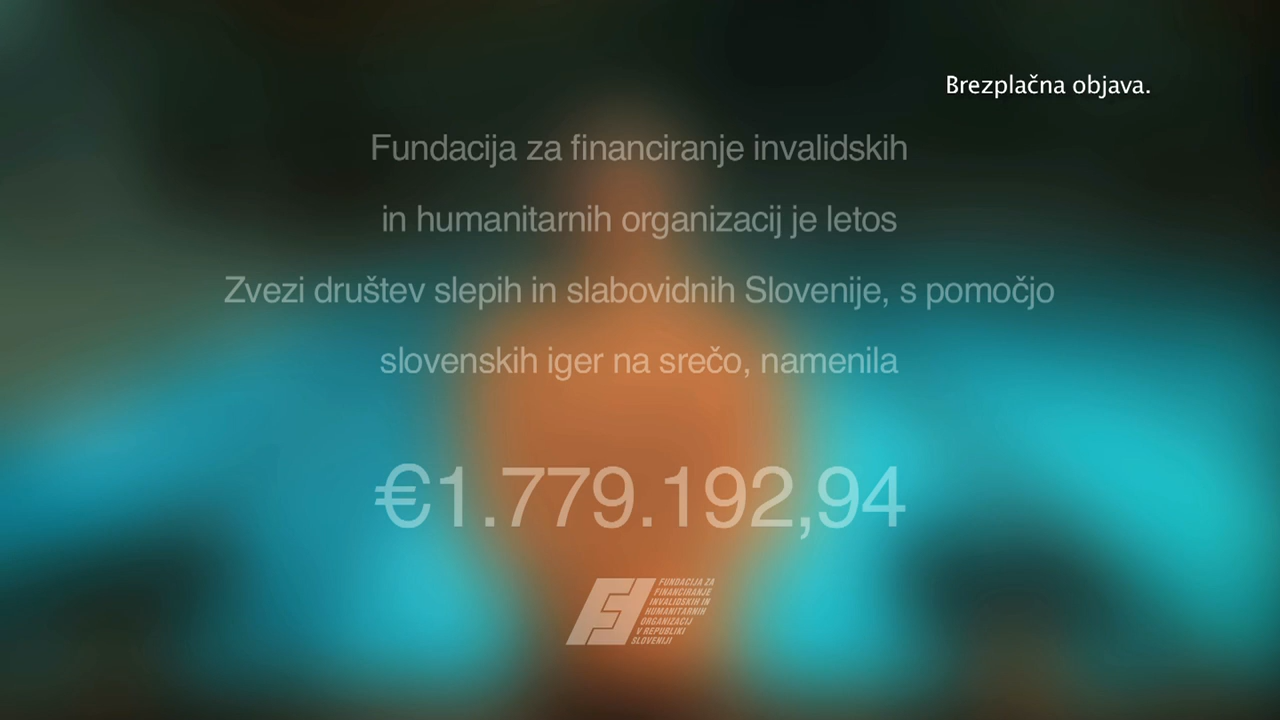 Brezplačna objava.
Fundacija za financiranje invalidskih
in humanitarnih organizacij je letos
Zvezi društev slepih in slabovidnih Slovenije, s pomočjo
slovenskih iger na srečo, namenila
€1.779.192,94
FUNDACIJA ZA
FINANCIRANJE
INVALIDSKIH IN
HUMANITARNIH
ORGANIZACIJ
V REPUBLIKI
SLOVENIJI